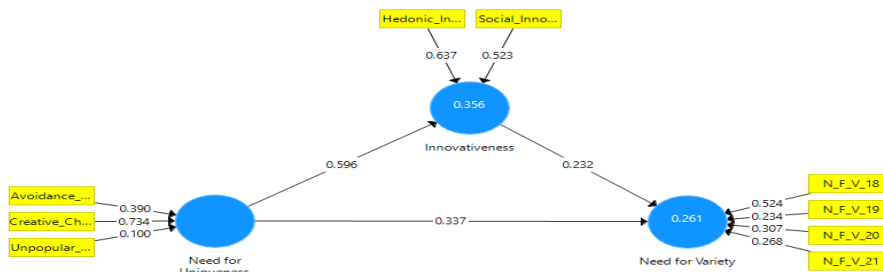 Hedonic_In...
Social_Inno...
0.637
0.523
0.356
Innovativeness
0.596
0.232
Avoidance_...
Creative_Ch...
Unpopular_...
0.390
0.734
0.100
Need for
Uniqueness
0.337
0.261
Need for Variety
0.524
0.234
0.307
0.268
N_F_V_18
N_F_V_19
N_F_V_20
N_F_V_21